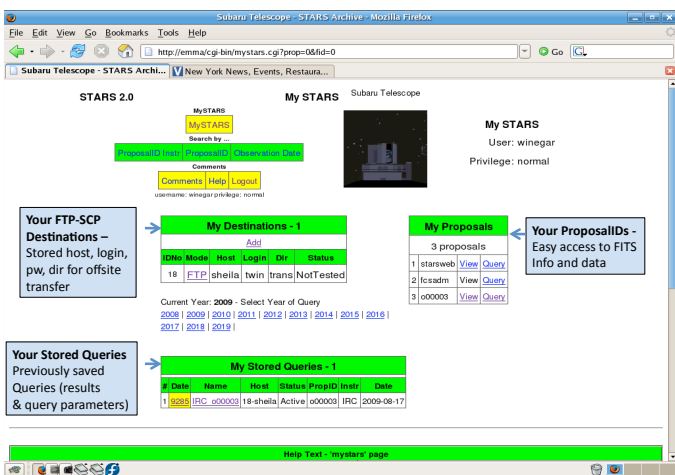 Subaru Telescope - STARS Archive - Mozilla Firefox
File Edit View Go Bookmarks Tools Help
http://emma/cgi-bin/mystars.cgi?prop=0&fid=0
Go
Subaru Telescope - STARS Archi...
New York News, Events, Restaura...
STARS 2.0
My STARS
Subaru Telescope
MySTARS
MySTARS
Search by ...
ProposalID Instr ProposalID Observation Date
Comments
Comments Help Logout
username: winegar privilege: normal
My STARS
User: winegar
Privilege: normal
Your FTP-SCP
Destinations –
Stored host, login,
pw, dir for offsite
transfer
My Destinations - 1
Add
IDNo Mode Host Login Dir Status
18 FTP sheila twin trans NotTested
My Proposals
3 proposals
1 starsweb View Query
2 fcsadm View Query
3 o00003 View Query
Your ProposalIDs -
Easy access to FITS
Info and data
Current Year: 2009 - Select Year of Query
2008 | 2009 | 2010 | 2011 | 2012 | 2013 | 2014 | 2015 | 2016 |
2017 | 2018 | 2019 |
Your Stored Queries
Previously saved
Queries (results
& query parameters)
My Stored Queries - 1
# Date Name Host Status PropID Instr Date
1 9285 IRC_o00003 18-sheila Active o00003 IRC 2009-08-17
Help Text - 'mystars' page